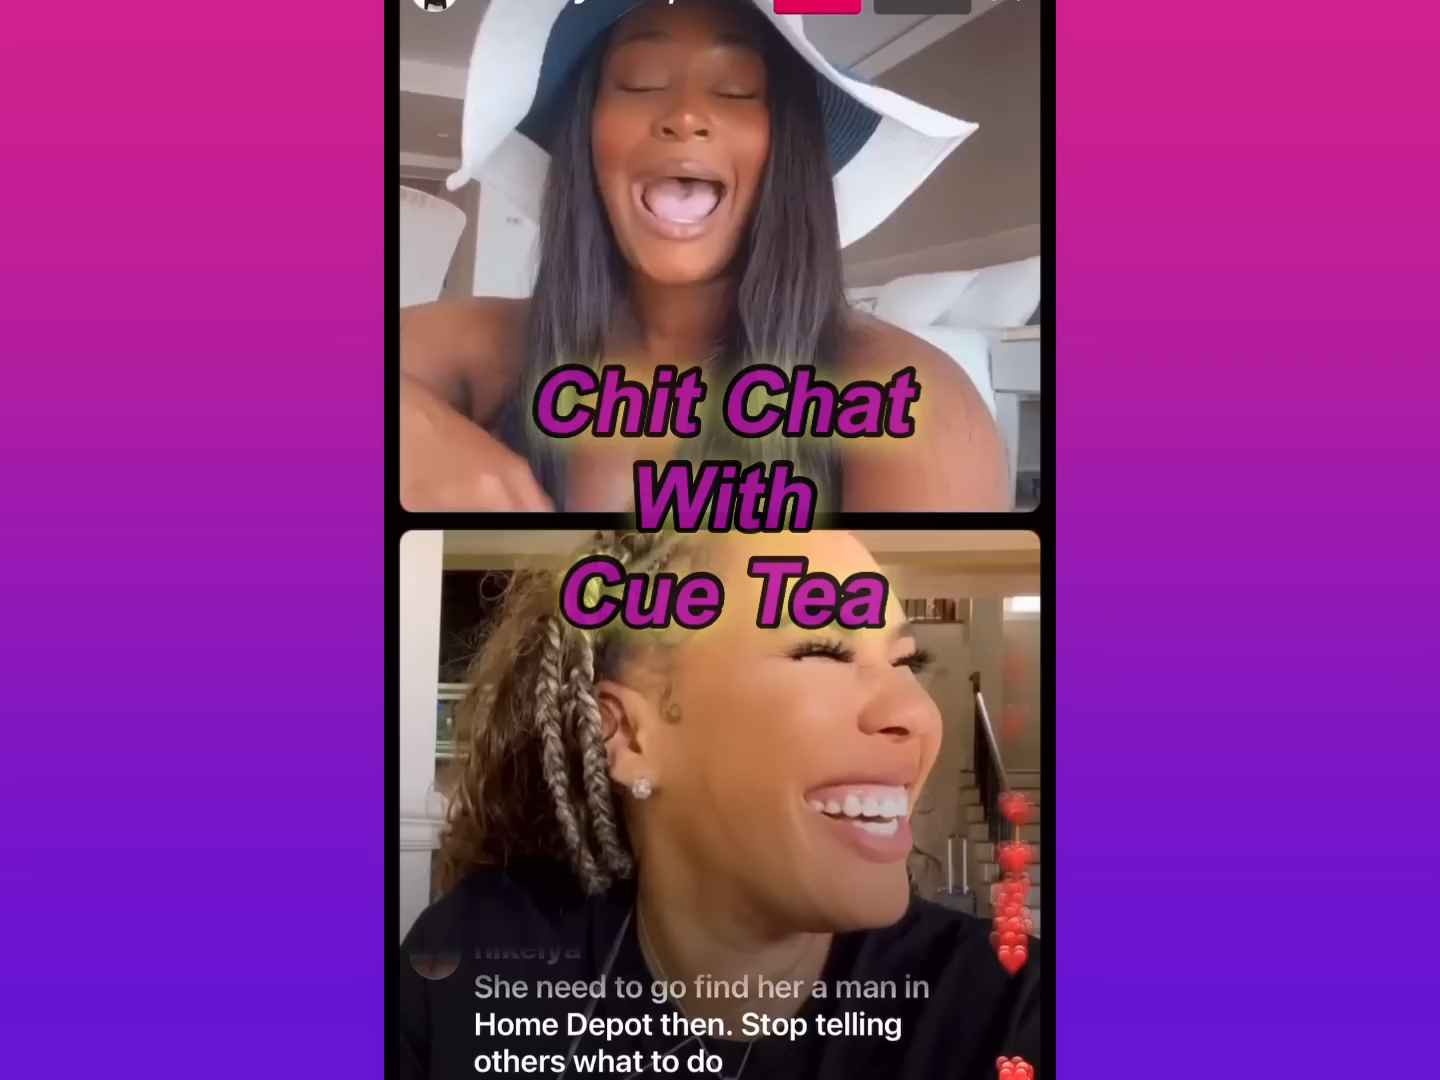 Chit Chat
With
Cue Tea
She need to go find her a man in
Home Depot then. Stop telling
others what to do